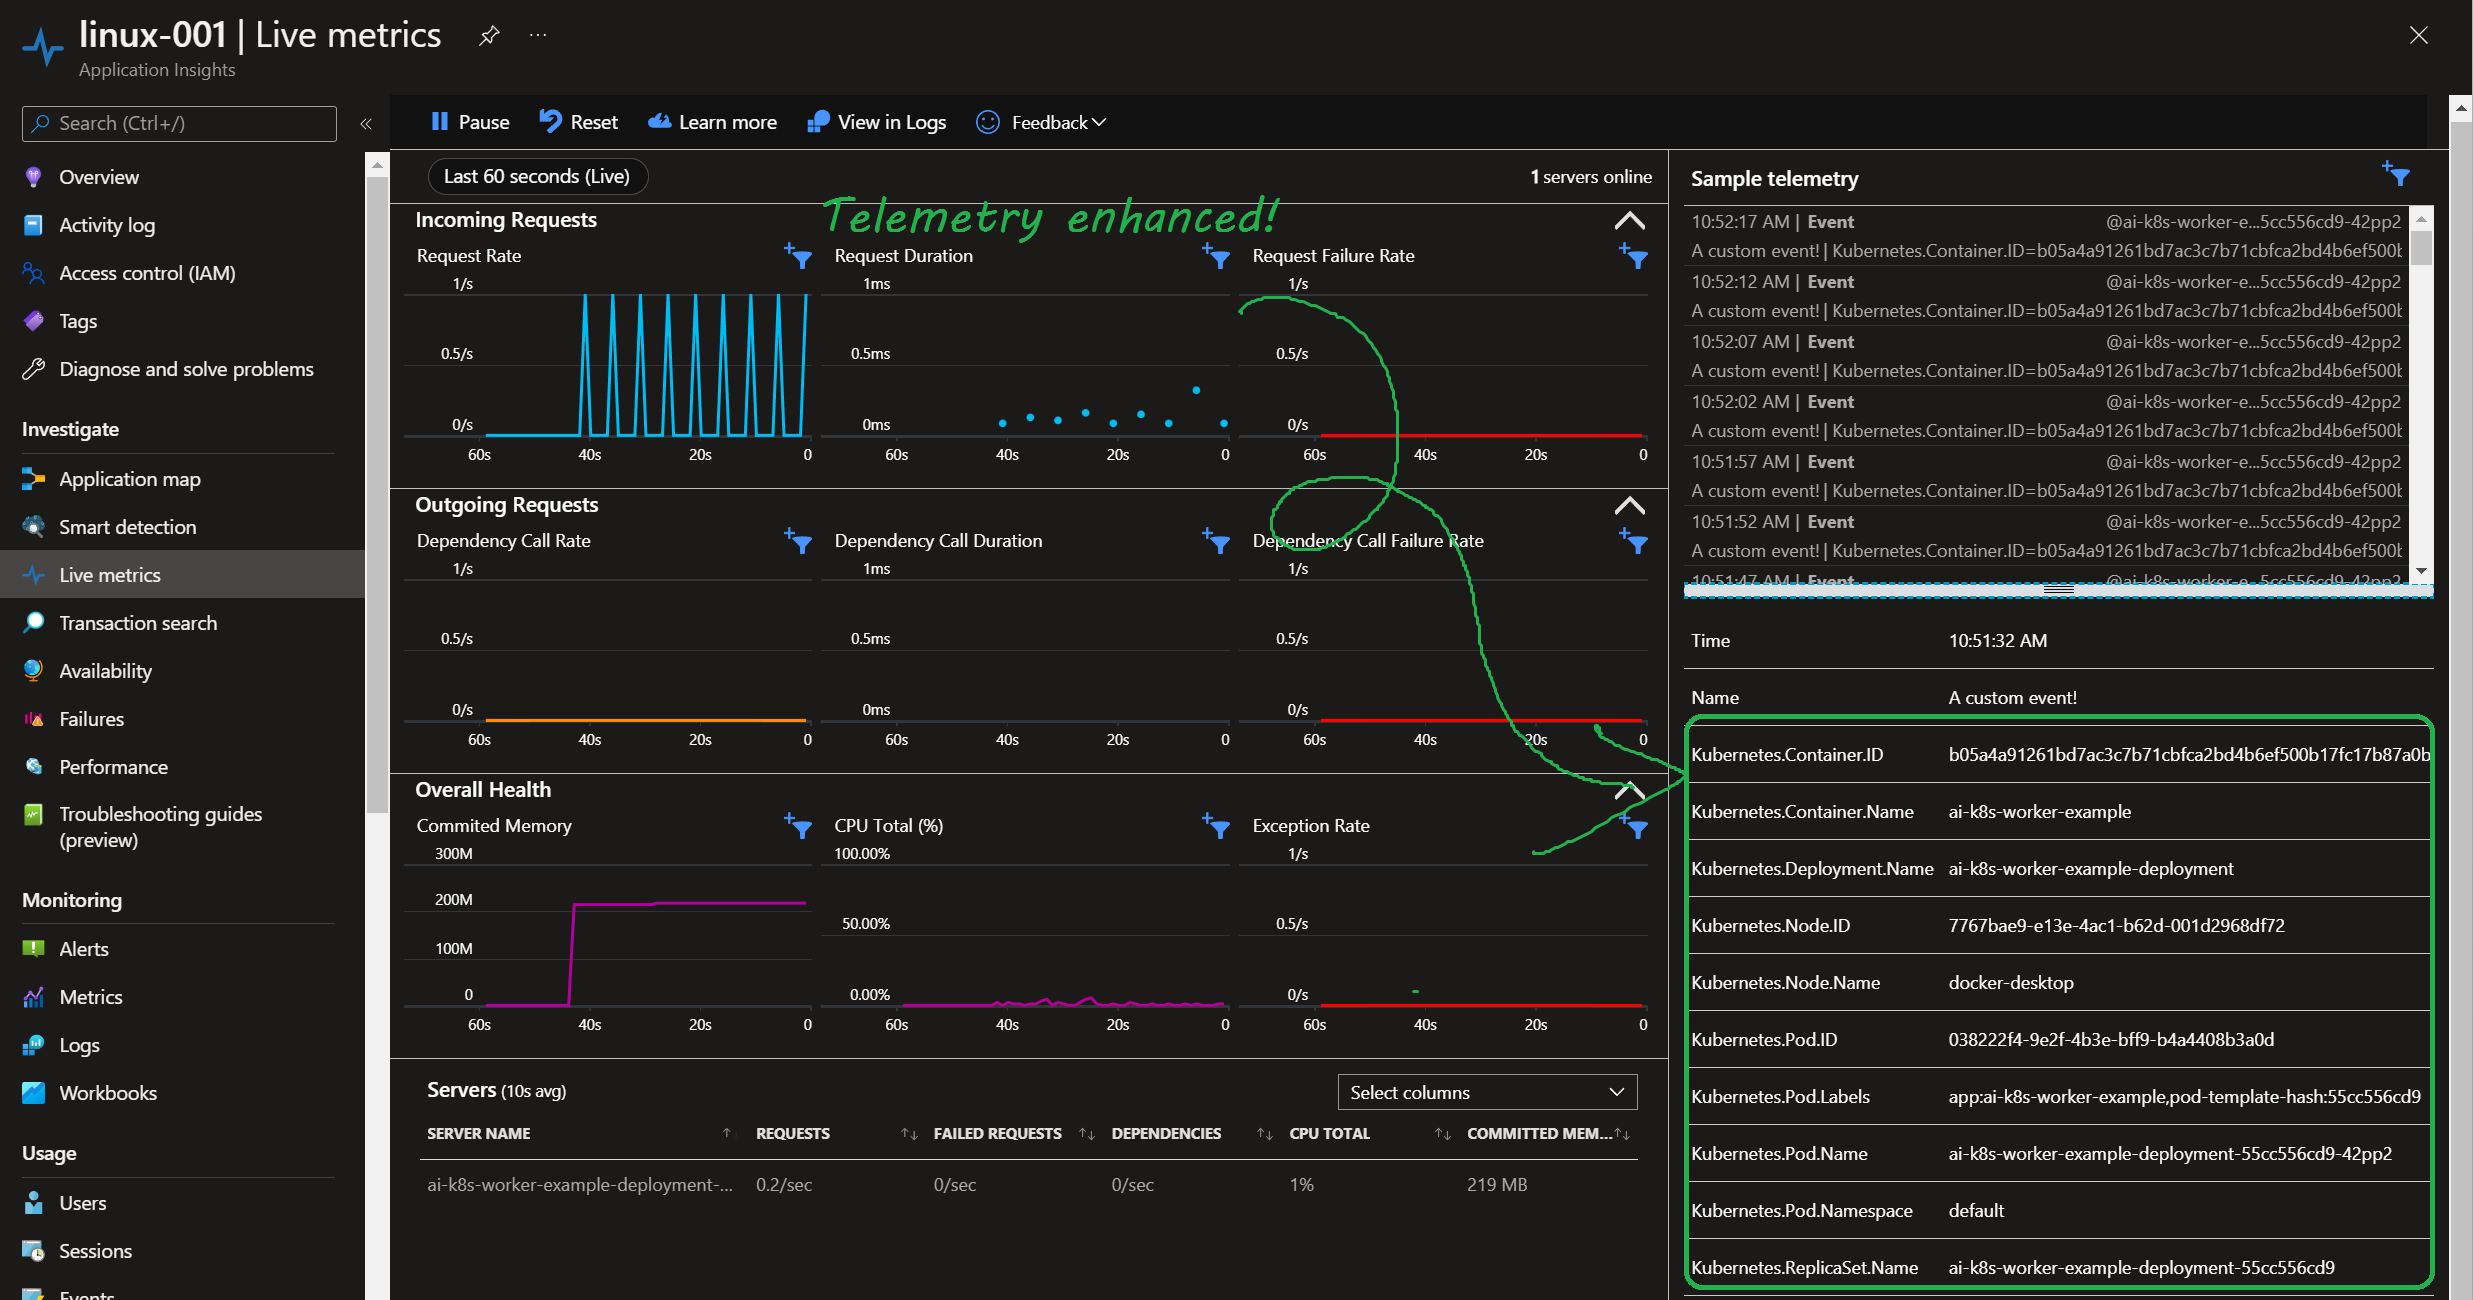 linux-001 | Live metrics
Application Insights
Search (Ctrl+/)
Overview
Activity log
Access control (IAM)
Tags
Diagnose and solve problems
Investigate
Application map
Smart detection
Live metrics
Transaction search
Availability
Failures
Performance
Troubleshooting guides
(preview)
Monitoring
Alerts
Metrics
Logs
Workbooks
Usage
Users
Sessions
Events
Pause Reset Learn more View in Logs Feedback
Last 60 seconds (Live)
1 servers online
Telemetry enhanced!
Incoming Requests
Request Rate
1/s
0.5/s
0/s
60s 40s 20s 0
Request Duration
1ms
0.5ms
0ms
60s 40s 20s 0
Request Failure Rate
1/s
0.5/s
0/s
60s 40s 20s 0
Outgoing Requests
Dependency Call Rate
1/s
0.5/s
0/s
60s 40s 20s 0
Dependency Call Duration
1ms
0.5ms
0ms
60s 40s 20s 0
Dependency Call Failure Rate
1/s
0.5/s
0/s
60s 40s 20s 0
Overall Health
Commited Memory
300M
200M
100M
0
60s 40s 20s 0
CPU Total (%)
100.00%
50.00%
0.00%
60s 40s 20s 0
Exception Rate
1/s
0.5/s
0/s
60s 40s 20s 0
Servers (10s avg)
Select columns
SERVER NAME REQUESTS FAILED REQUESTS DEPENDENCIES CPU TOTAL COMMITTED MEM...
ai-k8s-worker-example-deployment-... 0.2/sec 0/sec 0/sec 1% 219 MB
Sample telemetry
10:52:17 AM | Event @ai-k8s-worker-e...5cc556cd9-42pp2
A custom event! | Kubernetes.Container.ID=b05a4a91261bd7ac3c7b71cbfca2bd4b6ef500b
10:52:12 AM | Event @ai-k8s-worker-e...5cc556cd9-42pp2
A custom event! | Kubernetes.Container.ID=b05a4a91261bd7ac3c7b71cbfca2bd4b6ef500b
10:52:07 AM | Event @ai-k8s-worker-e...5cc556cd9-42pp2
A custom event! | Kubernetes.Container.ID=b05a4a91261bd7ac3c7b71cbfca2bd4b6ef500b
10:52:02 AM | Event @ai-k8s-worker-e...5cc556cd9-42pp2
A custom event! | Kubernetes.Container.ID=b05a4a91261bd7ac3c7b71cbfca2bd4b6ef500b
10:51:57 AM | Event @ai-k8s-worker-e...5cc556cd9-42pp2
A custom event! | Kubernetes.Container.ID=b05a4a91261bd7ac3c7b71cbfca2bd4b6ef500b
10:51:52 AM | Event @ai-k8s-worker-e...5cc556cd9-42pp2
A custom event! | Kubernetes.Container.ID=b05a4a91261bd7ac3c7b71cbfca2bd4b6ef500b
10:51:47 AM | Event @ai-k8s-worker-e...5cc556cd9-42pp2
Time 10:51:32 AM
Name A custom event!
Kubernetes.Container.ID b05a4a91261bd7ac3c7b71cbfca2bd4b6ef500b17fc17b87a0b
Kubernetes.Container.Name ai-k8s-worker-example
Kubernetes.Deployment.Name ai-k8s-worker-example-deployment
Kubernetes.Node.ID 7767bae9-e13e-4ac1-b62d-001d2968df72
Kubernetes.Node.Name docker-desktop
Kubernetes.Pod.ID 038222f4-9e2f-4b3e-bff9-b4a4408b3a0d
Kubernetes.Pod.Labels app:ai-k8s-worker-example,pod-template-hash:55cc556cd9
Kubernetes.Pod.Name ai-k8s-worker-example-deployment-55cc556cd9-42pp2
Kubernetes.Pod.Namespace default
Kubernetes.ReplicaSet.Name ai-k8s-worker-example-deployment-55cc556cd9